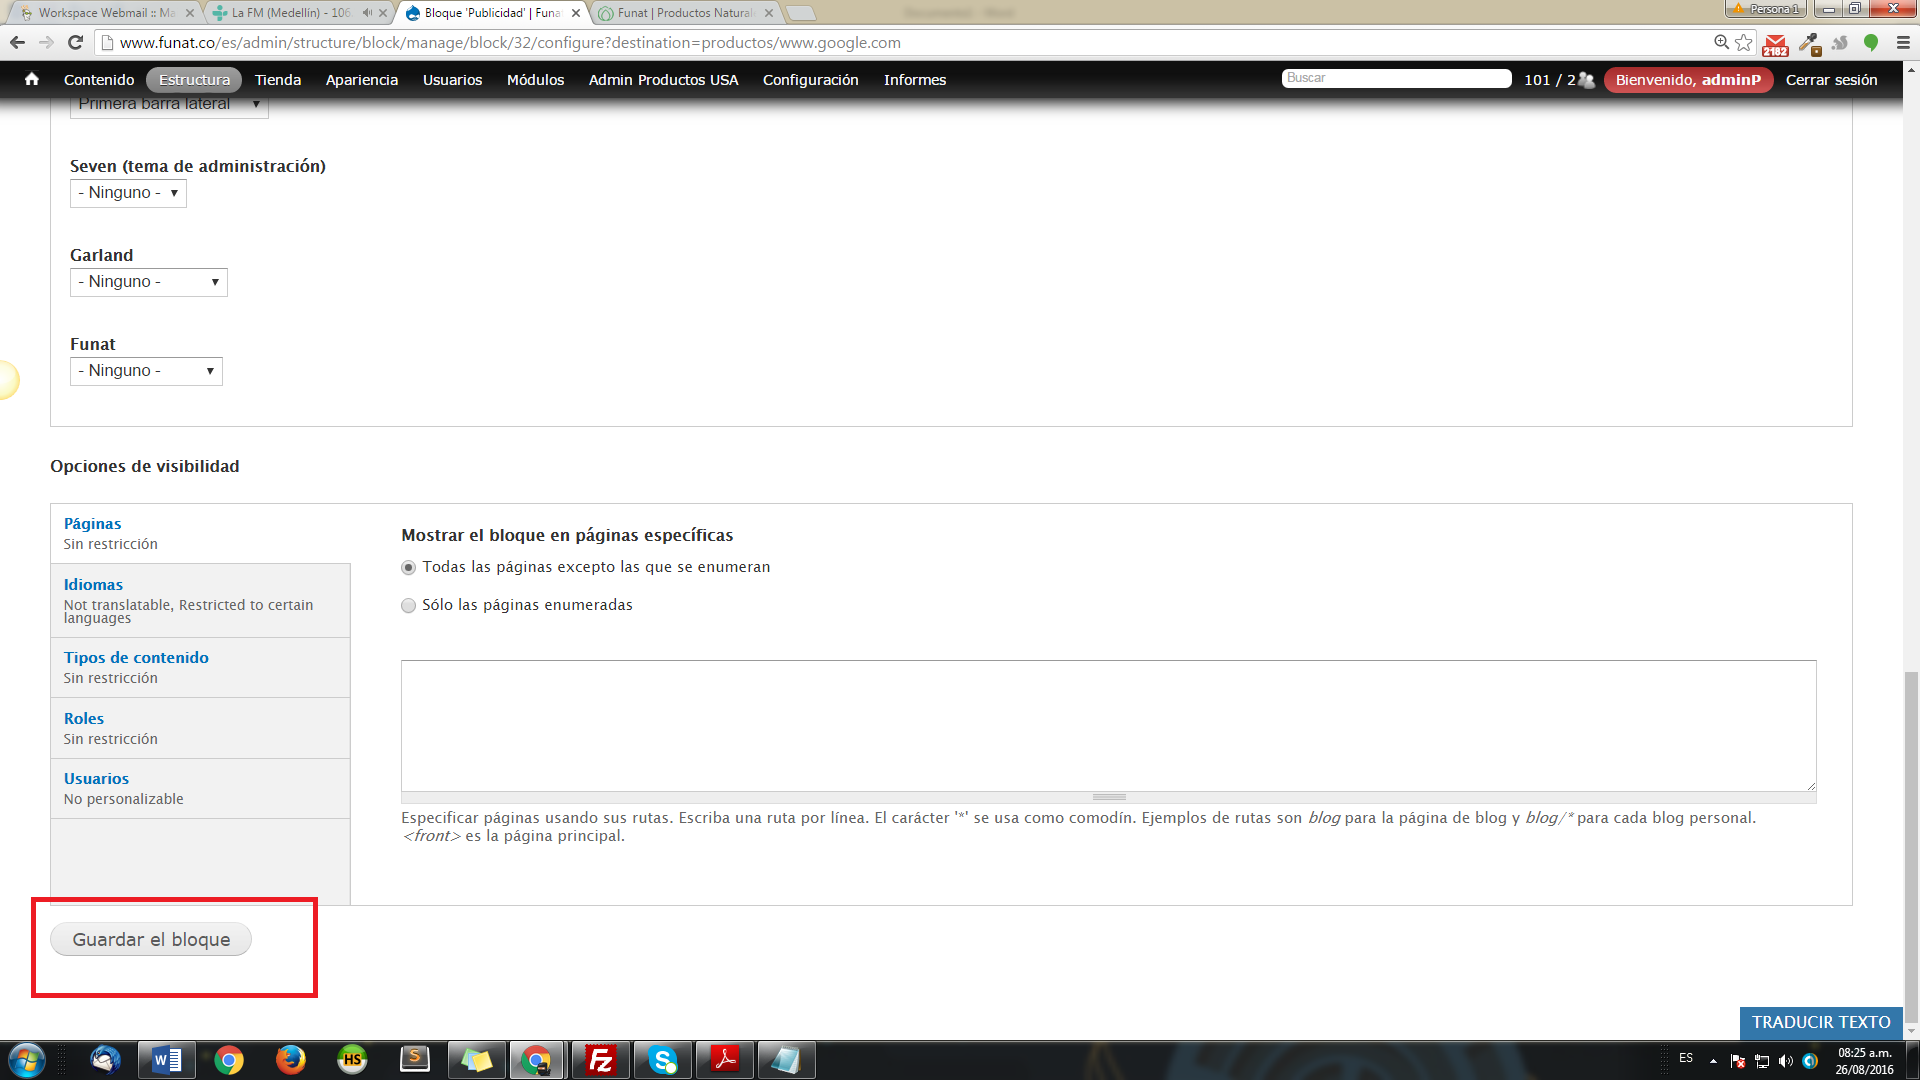 Workspace Webmail :: Ma
La FM (Medellín) - 106
Bloque 'Publicidad' | Funa
Funat | Productos Natural
Persona 1
www.funat.co/es/admin/structure/block/manage/block/32/configure?destination=productos/www.google.com
2182
Contenido Estructura Tienda Apariencia Usuarios Módulos Admin Productos USA Configuración Informes
Buscar
101 / 2
Bienvenido, adminP
Cerrar sesión
Primera barra lateral
Seven (tema de administración)
- Ninguno -
Garland
- Ninguno -
Funat
- Ninguno -
Opciones de visibilidad
Páginas
Sin restricción
Idiomas
Not translatable, Restricted to certain
languages
Tipos de contenido
Sin restricción
Roles
Sin restricción
Usuarios
No personalizable
Mostrar el bloque en páginas específicas
Todas las páginas excepto las que se enumeran
Sólo las páginas enumeradas
Especificar páginas usando sus rutas. Escriba una ruta por línea. El carácter '*' se usa como comodín. Ejemplos de rutas son blog para la página de blog y blog/* para cada blog personal.
<front> es la página principal.
Guardar el bloque
TRADUCIR TEXTO
W
HS
S
FZ
S
ES
08:25 a.m.
26/08/2016